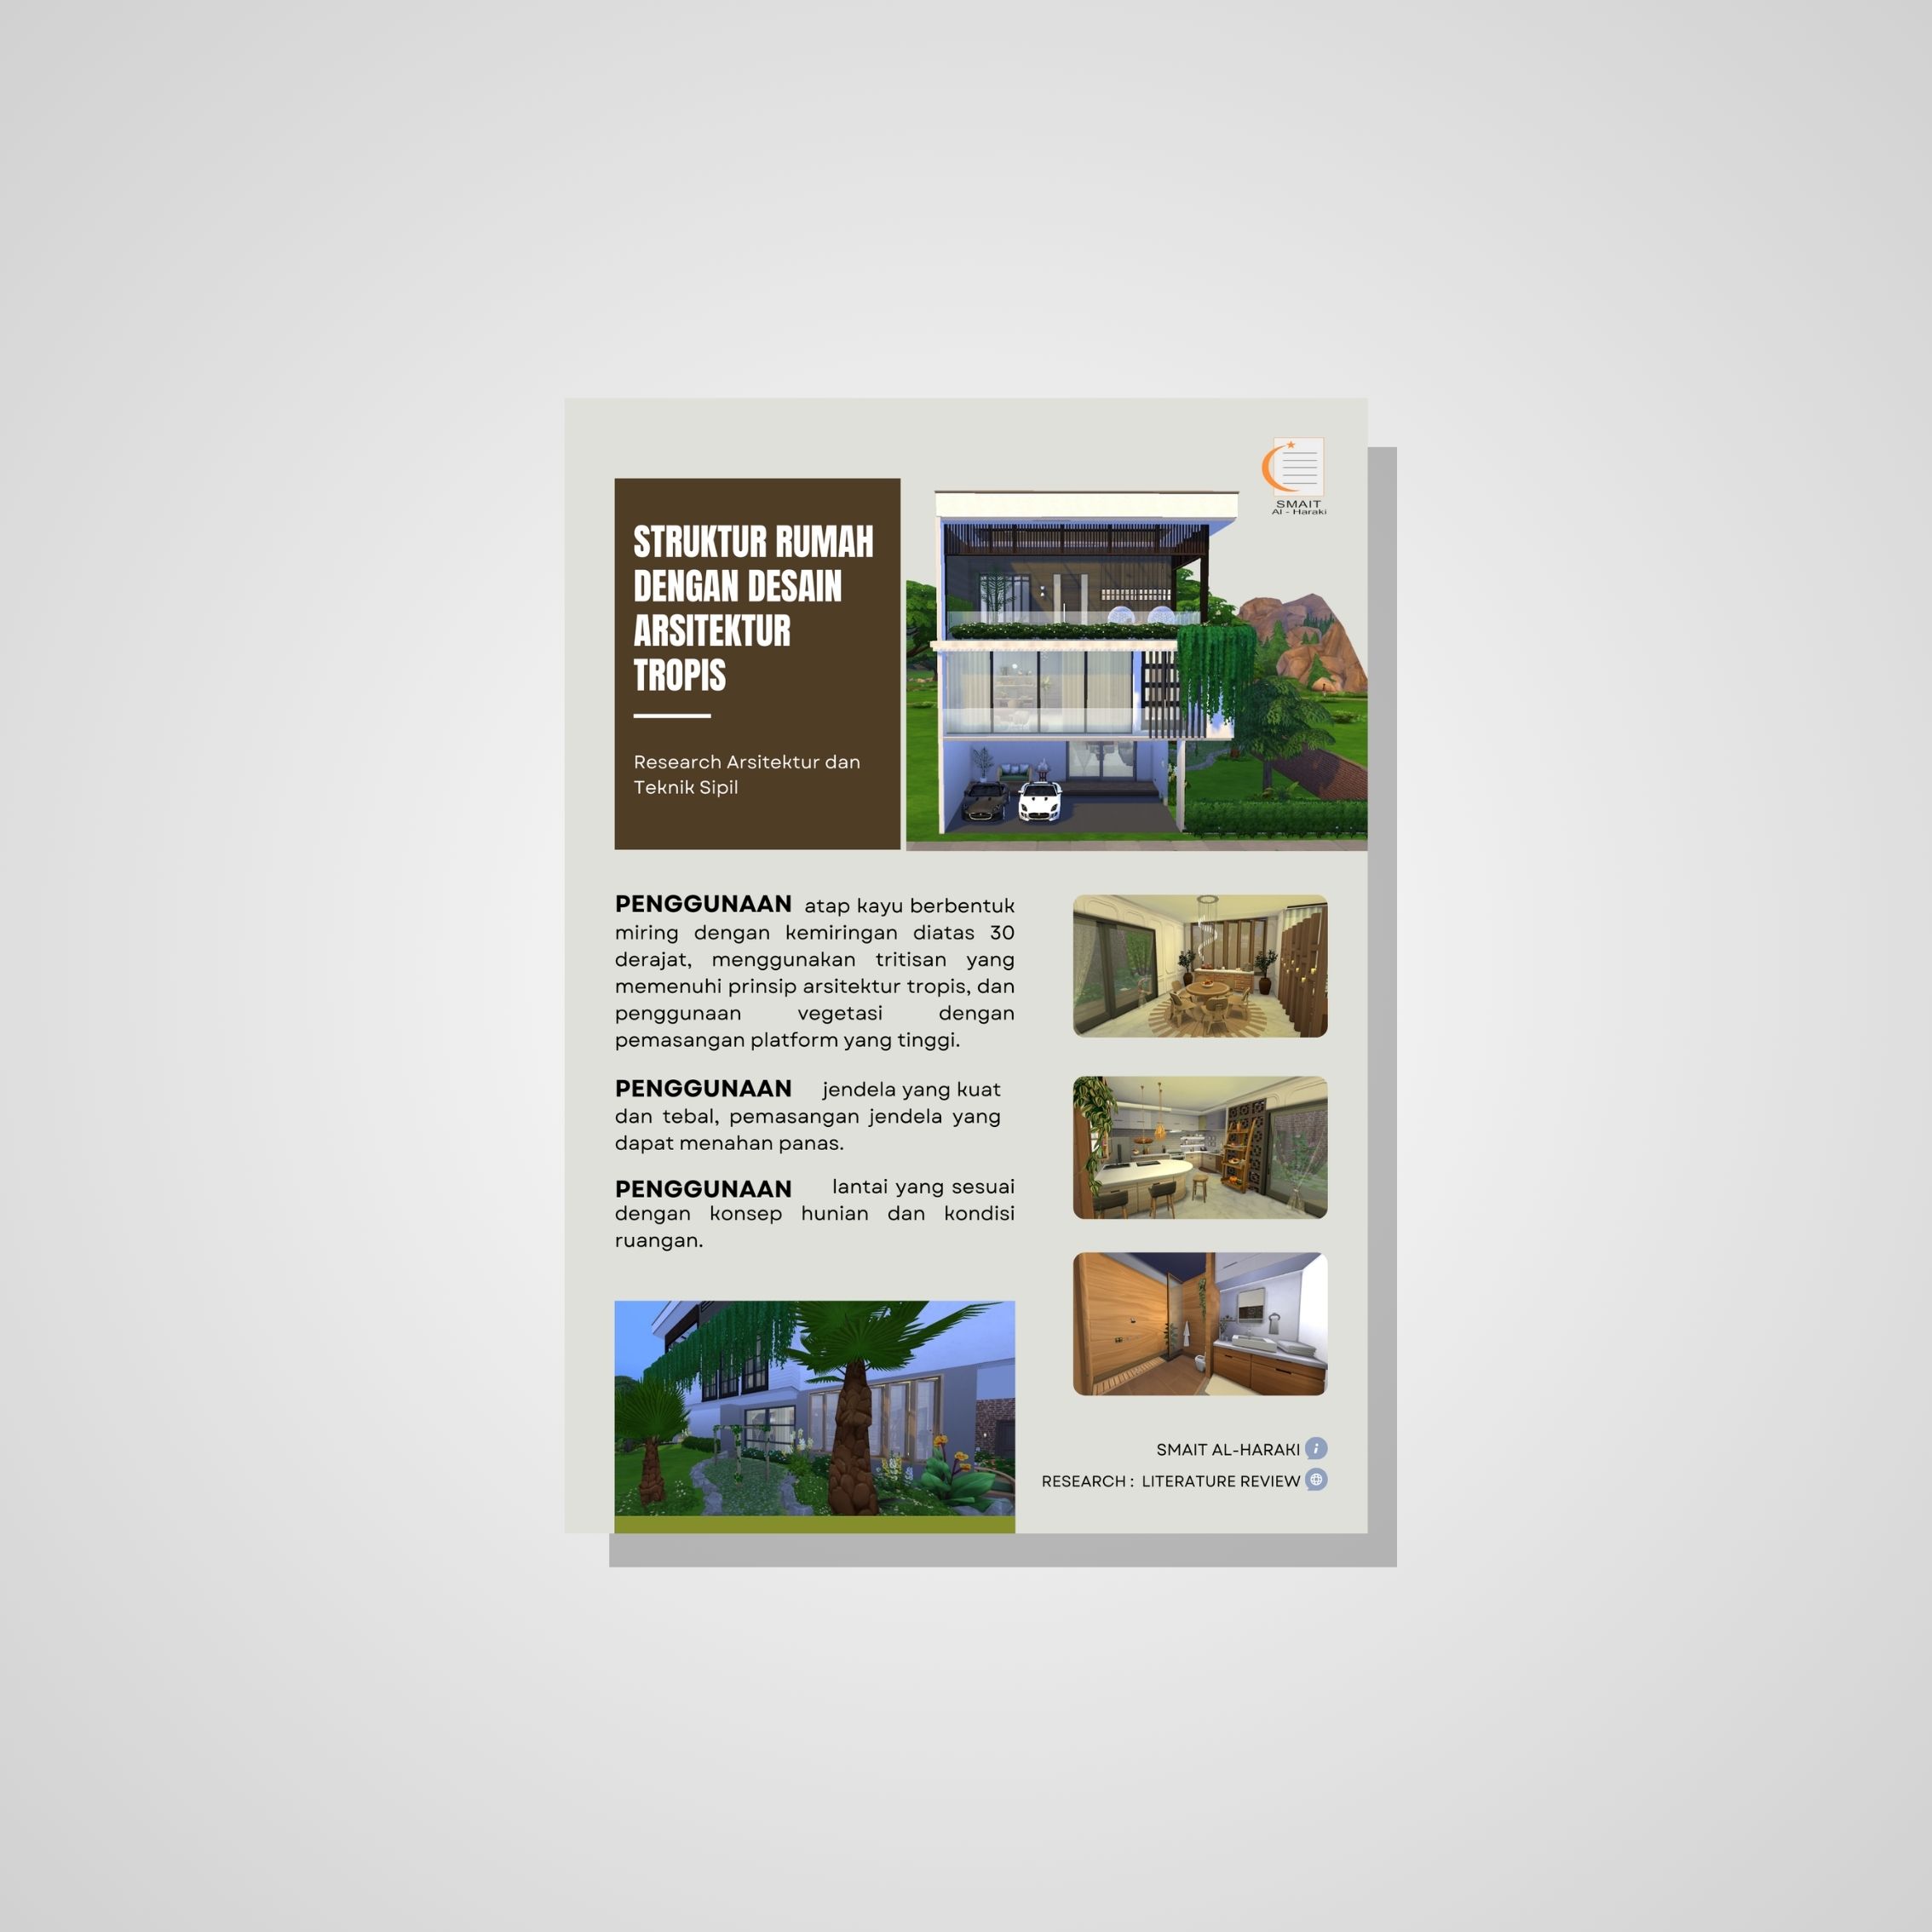 SMAIT
Al - Haraki
STRUKTUR RUMAH
DENGAN DESAIN
ARSITEKTUR
TROPIS
Research Arsitektur dan
Teknik Sipil
PENGGUNAAN atap kayu berbentuk
miring dengan kemiringan diatas 30
derajat, menggunakan tritisan yang
memenuhi prinsip arsitektur tropis, dan
penggunaan vegetasi dengan
pemasangan platform yang tinggi.
PENGGUNAAN jendela yang kuat
dan tebal, pemasangan jendela yang
dapat menahan panas.
PENGGUNAAN lantai yang sesuai
dengan konsep hunian dan kondisi
ruangan.
SMAIT AL-HARAKI
RESEARCH : LITERATURE REVIEW